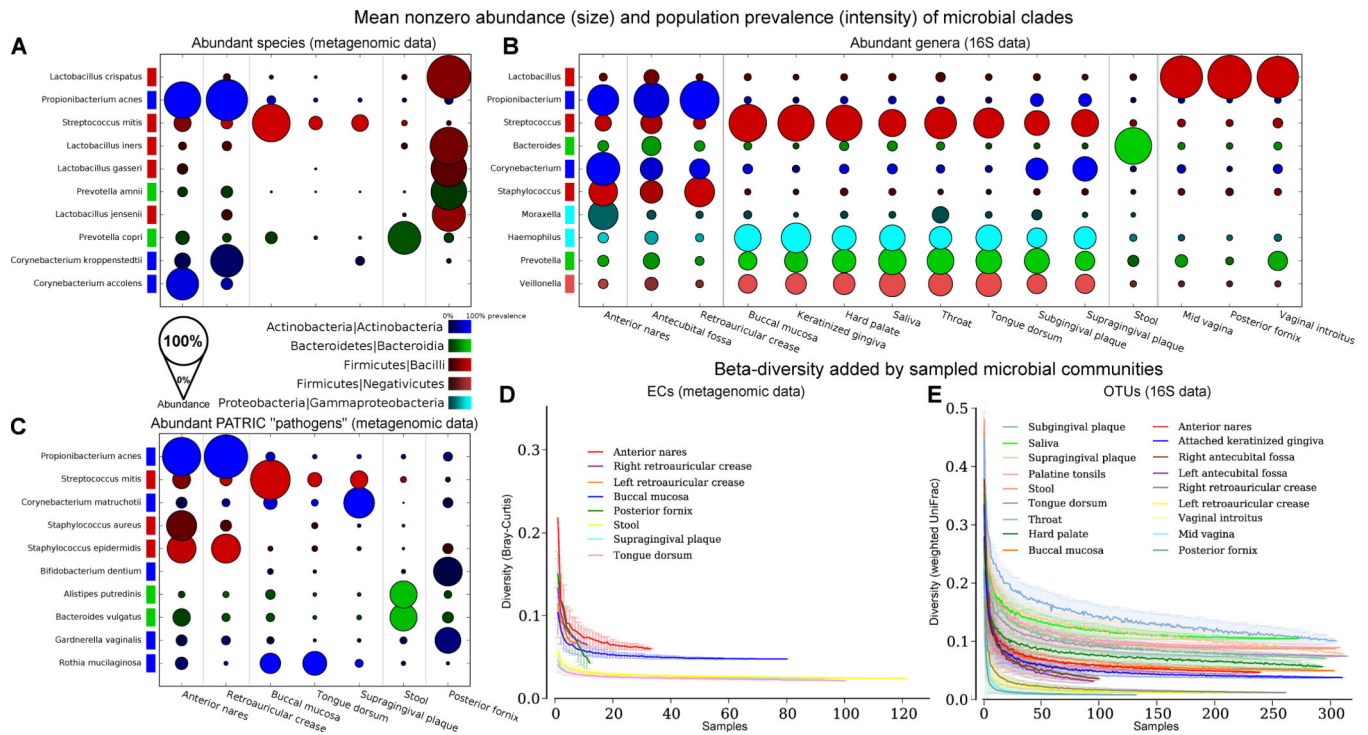 Mean nonzero abundance (size) and population prevalence (intensity) of microbial clades
A
Abundant species (metagenomic data)
Lactobacillus crispatus
Propionibacterium acnes
Streptococcus mitis
Lactobacillus iners
Lactobacillus gasseri
Prevotella amnii
Lactobacillus jensenii
Prevotella copri
Corynebacterium kroppenstedtii
Corynebacterium accolens
B
Abundant genera (16S data)
Lactobacillus
Propionibacterium
Streptococcus
Bacteroides
Corynebacterium
Staphylococcus
Moraxella
Haemophilus
Prevotella
Veillonella
Anterior nares
Antecubital fossa
Retroauricular crease
Buccal mucosa
Keratinized gingiva
Hard palate
Saliva
Throat
Tongue dorsum
Subgingival plaque
Supragingival plaque
Stool
Mid vagina
Posterior fornix
Vaginal introitus
100%
0%
Abundance
0% 100% prevalence
Actinobacteria|Actinobacteria
Bacteroidetes|Bacteroidia
Firmicutes|Bacilli
Firmicutes|Negativicutes
Proteobacteria|Gammaproteobacteria
C
Abundant PATRIC "pathogens" (metagenomic data)
Propionibacterium acnes
Streptococcus mitis
Corynebacterium matruchotii
Staphylococcus aureus
Staphylococcus epidermidis
Bifidobacterium dentium
Alistipes putredinis
Bacteroides vulgatus
Gardnerella vaginalis
Rothia mucilaginosa
Anterior nares
Retroauricular crease
Buccal mucosa
Tongue dorsum
Supragingival plaque
Stool
Posterior fornix
Beta-diversity added by sampled microbial communities
D
ECs (metagenomic data)
Diversity (Bray-Curtis)
0.3
0.2
0.1
0.0
0 20 40 60 80 100 120
Samples
Anterior nares
Right retroauricular crease
Left retroauricular crease
Buccal mucosa
Posterior fornix
Stool
Supragingival plaque
Tongue dorsum
E
OTUs (16S data)
Diversity (weighted UniFrac)
0.5
0.4
0.3
0.2
0.1
0.0
0 50 100 150 200 250 300
Samples
Subgingival plaque
Saliva
Supragingival plaque
Palatine tonsils
Stool
Tongue dorsum
Throat
Hard palate
Buccal mucosa
Anterior nares
Attached keratinized gingiva
Right antecubital fossa
Left antecubital fossa
Right retroauricular crease
Left retroauricular crease
Vaginal introitus
Mid vagina
Posterior fornix